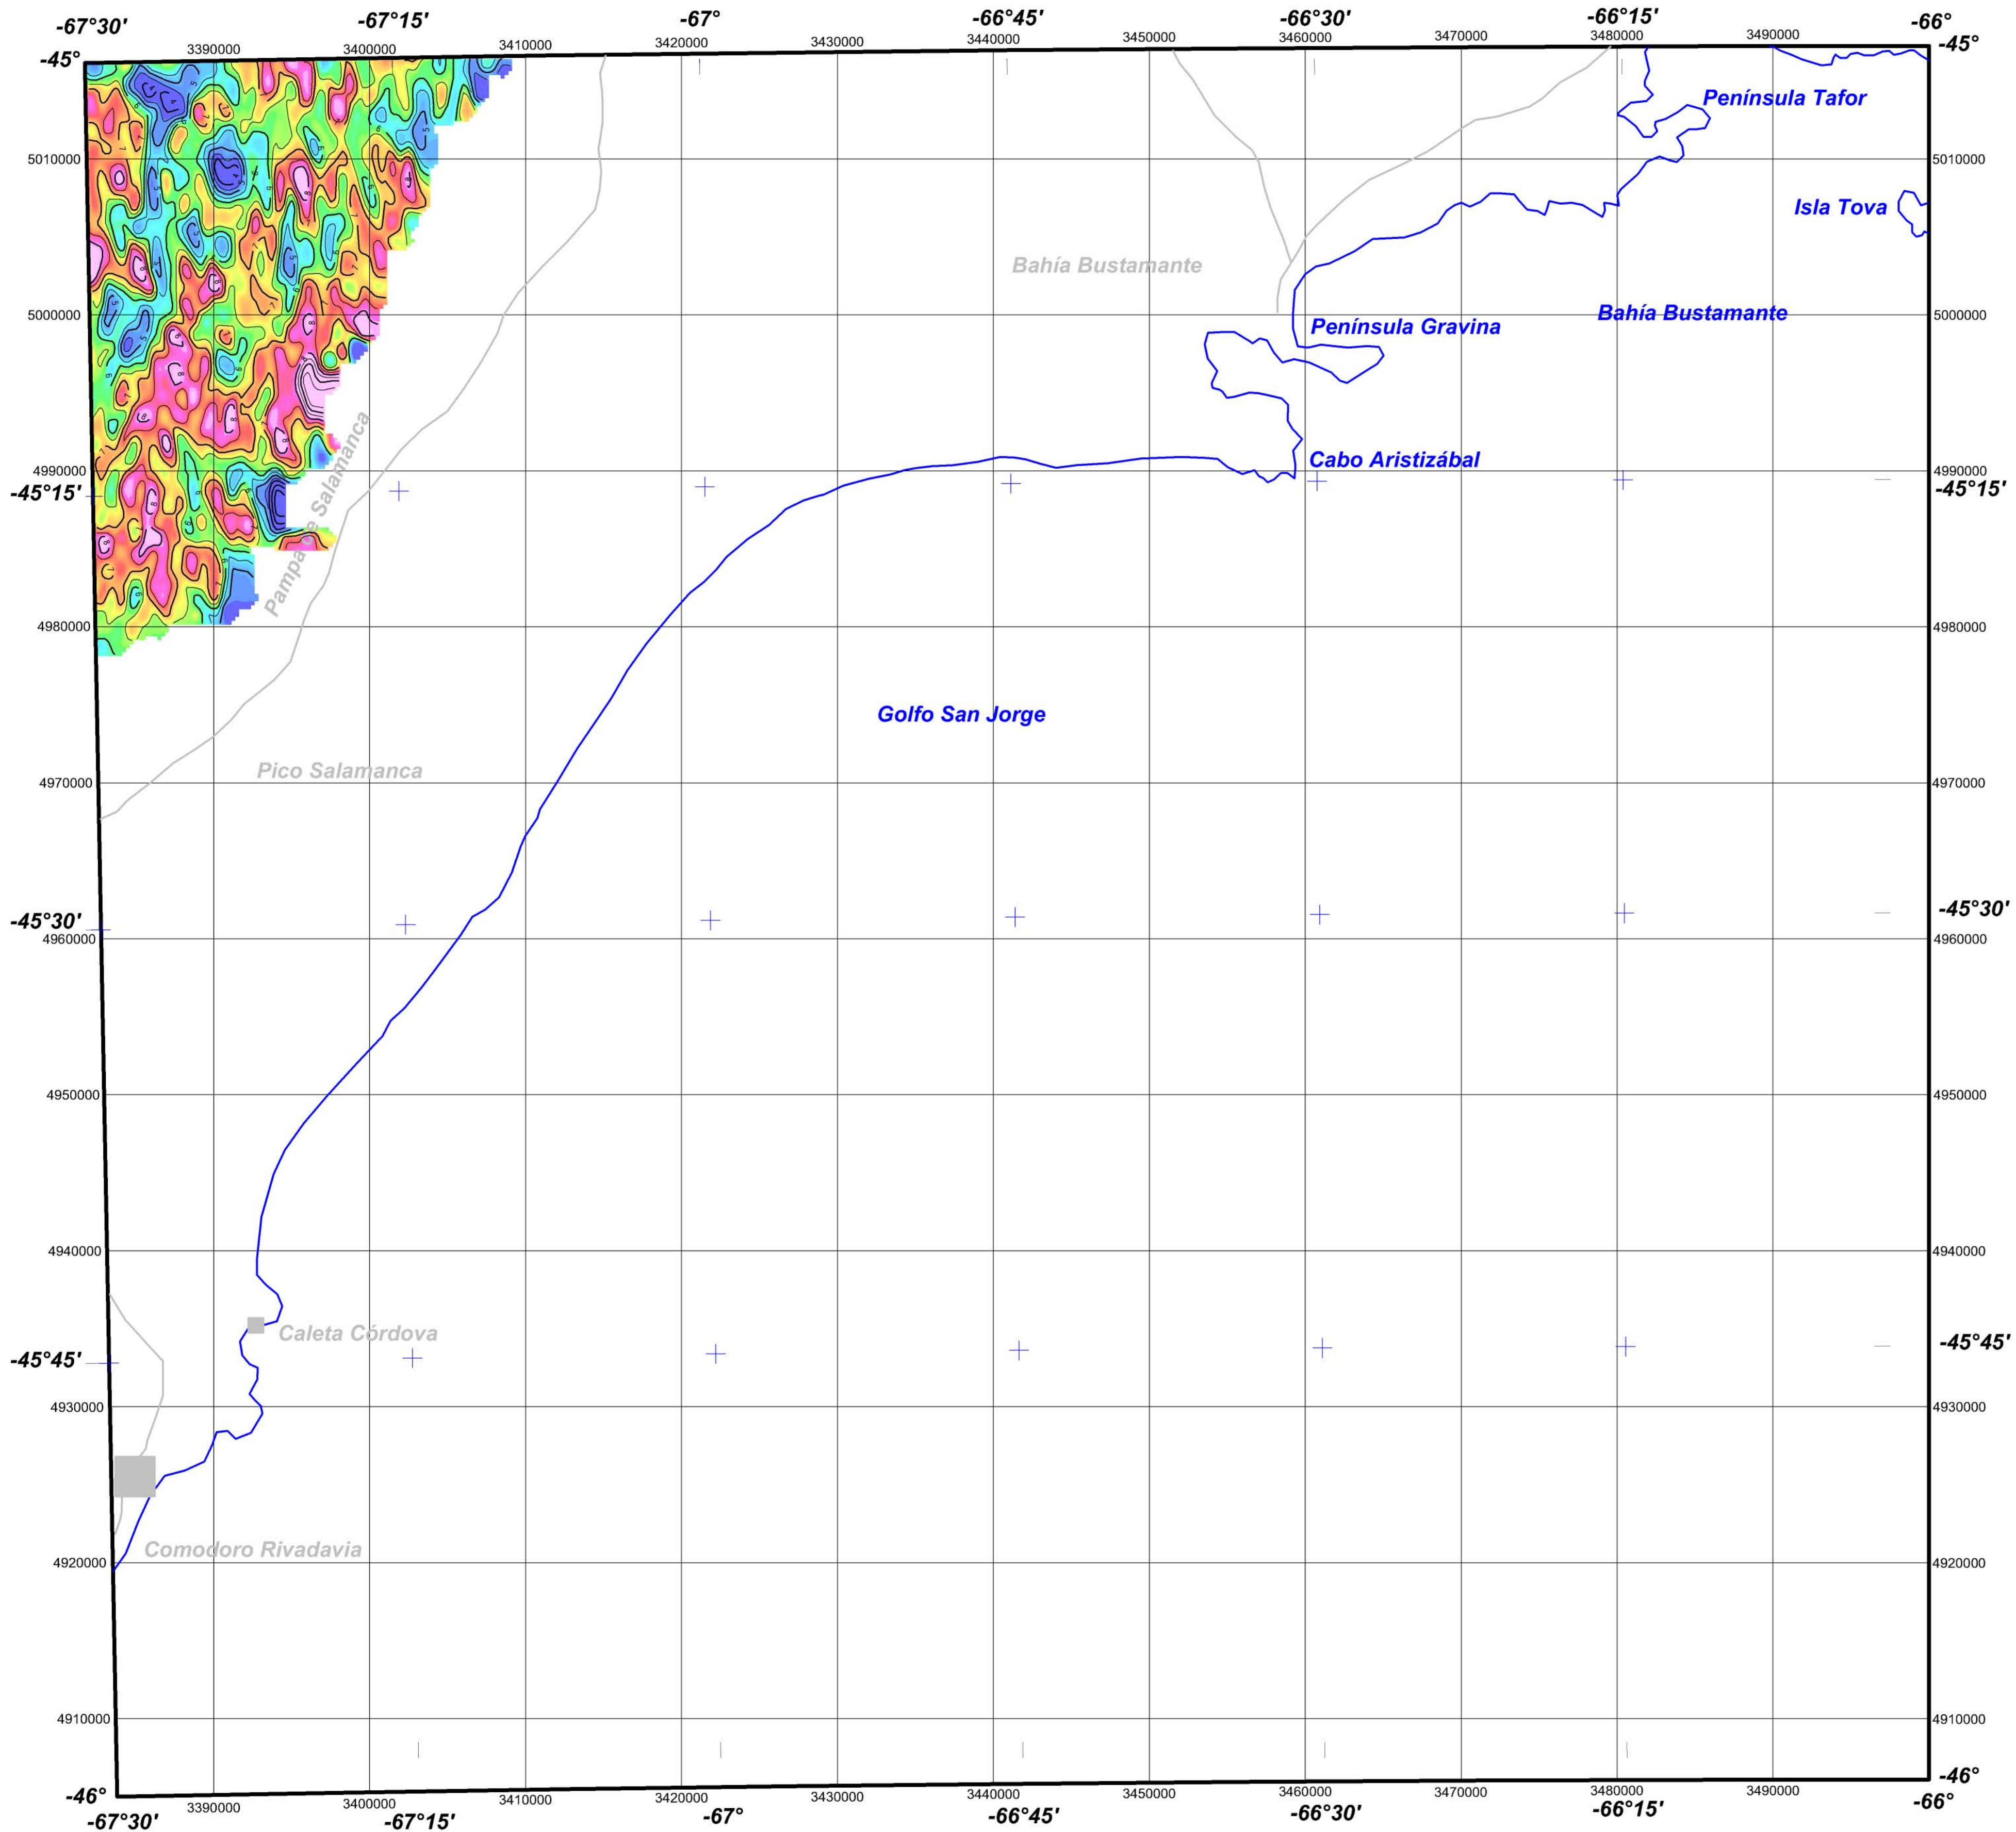 -67°30' -67°15' -67° -66°45' -66°30' -66°15' -66°
3390000 3400000 3410000 3420000 3430000 3440000 3450000 3460000 3470000 3480000 3490000
-45° -45°
Península Tafor
5010000 5010000
Isla Tova
Bahía Bustamante
5000000 Bahía Bustamante 5000000
Península Gravina
Pampa de Salamanca
Cabo Aristizábal
4990000 4990000
-45°15' -45°15'
4980000 4980000
Golfo San Jorge
Pico Salamanca
4970000 4970000
-45°30' -45°30'
4960000 4960000
4950000 4950000
4940000 4940000
Caleta Córdova
-45°45' -45°45'
4930000 4930000
Comodoro Rivadavia
4920000 4920000
4910000 4910000
-46° -46°
3390000 3400000 3410000 3420000 3430000 3440000 3450000 3460000 3470000 3480000 3490000
-67°30' -67°15' -67° -66°45' -66°30' -66°15' -66°